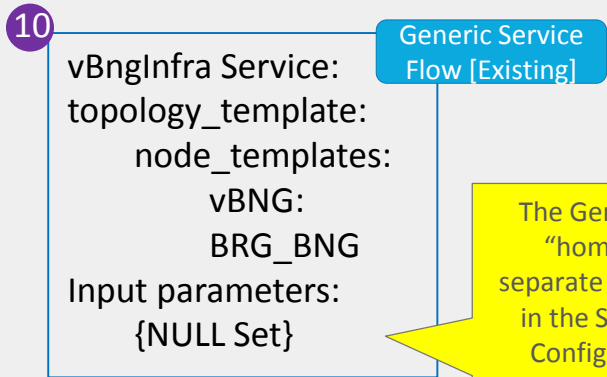 10
Generic Service
Flow [Existing]
vBngInfra Service:
topology_template:
node_templates:
vBNG:
BRG_BNG
Input parameters:
{NULL Set}
The
“hom
separate
in the
Config